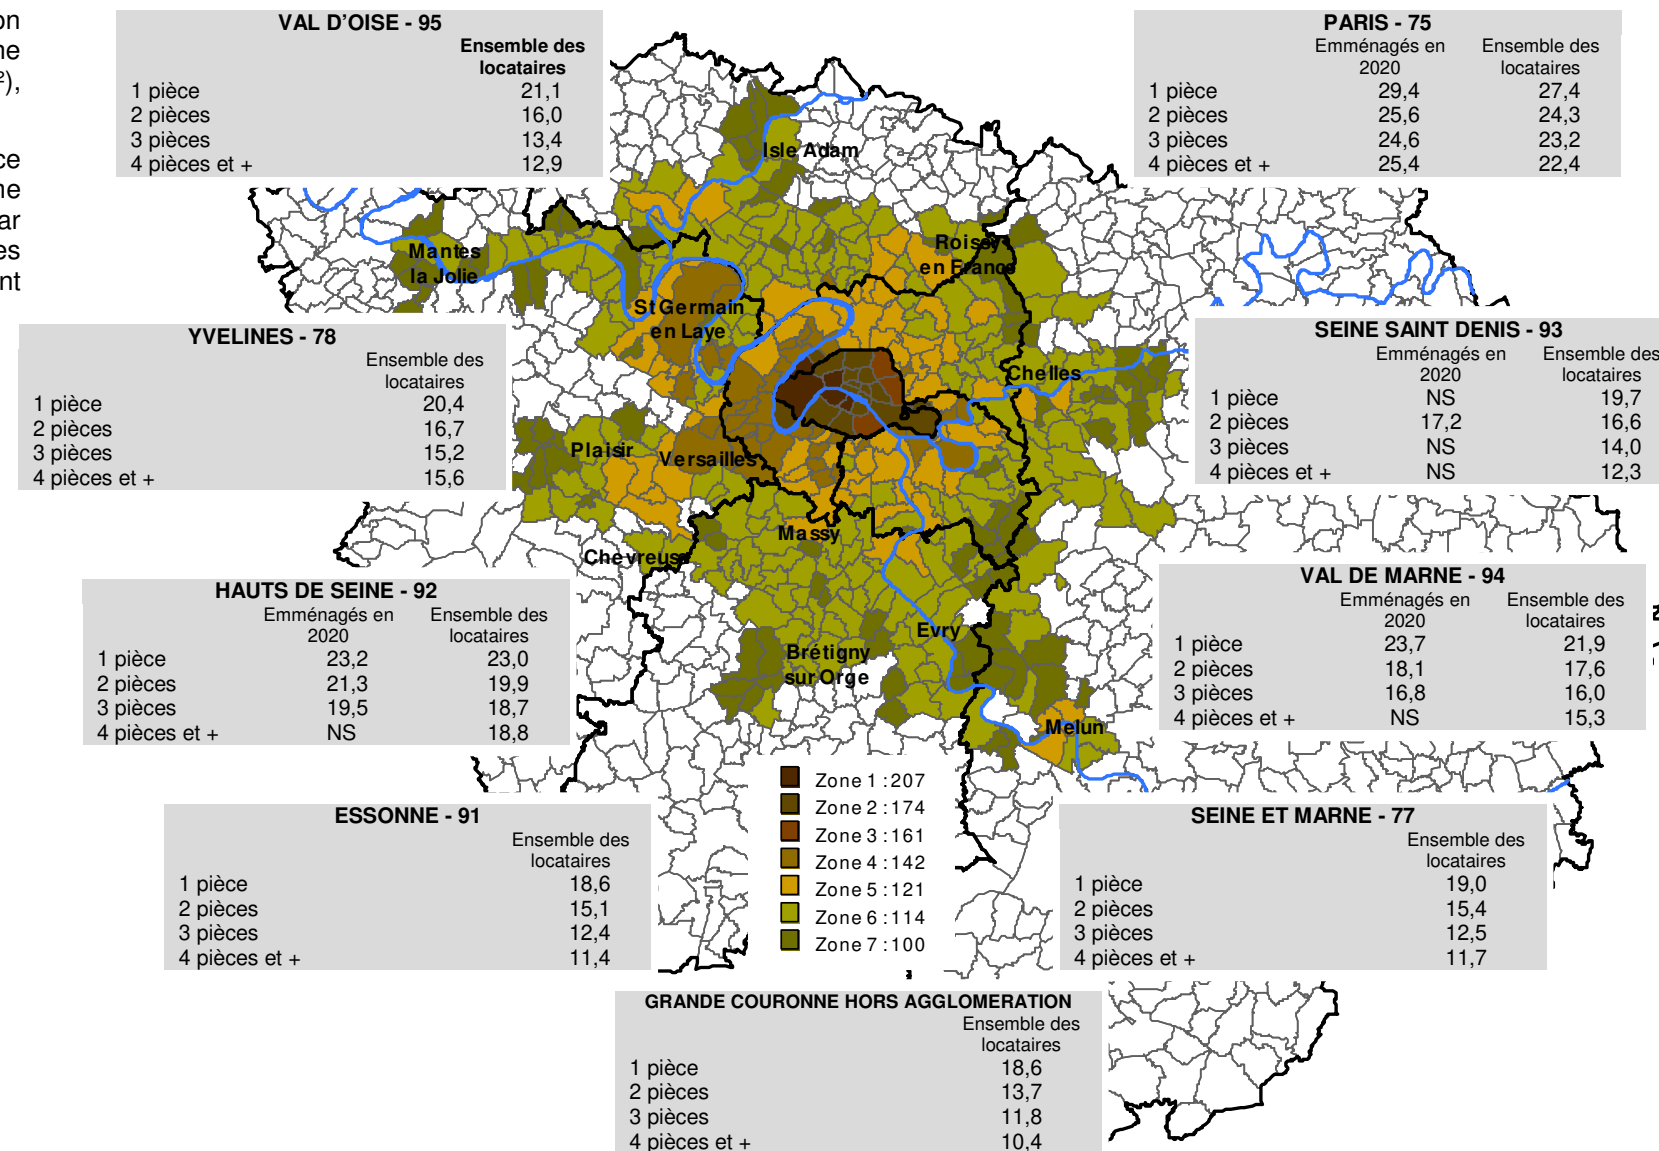 on
ne
²),
ce
ne
ar
es
nt
VAL D'OISE - 95
Ensemble des
locataires
1 pièce 21,1
2 pièces 16,0
3 pièces 13,4
4 pièces et + 12,9
PARIS - 75
Emménagés en Ensemble des
2020 locataires
1 pièce 29,4 27,4
2 pièces 25,6 24,3
3 pièces 24,6 23,2
4 pièces et + 25,4 22,4
Isle Adam
Mantes
la Jolie
Roissy
en France
St Germain
en Laye
YVELINES - 78
Ensemble des
locataires
1 pièce 20,4
2 pièces 16,7
3 pièces 15,2
4 pièces et + 15,6
SEINE SAINT DENIS - 93
Emménagés en Ensemble des
2020 locataires
1 pièce NS 19,7
2 pièces 17,2 16,6
3 pièces NS 14,0
4 pièces et + NS 12,3
Chelles
Plaisir
Versailles
Massy
Chevreuse
HAUTS DE SEINE - 92
Emménagés en Ensemble des
2020 locataires
1 pièce 23,2 23,0
2 pièces 21,3 19,9
3 pièces 19,5 18,7
4 pièces et + NS 18,8
VAL DE MARNE - 94
Emménagés en Ensemble des
2020 locataires
1 pièce 23,7 21,9
2 pièces 18,1 17,6
3 pièces 16,8 16,0
4 pièces et + NS 15,3
Evry
Brétigny
sur Orge
Melun
Zone 1 : 207
Zone 2 : 174
Zone 3 : 161
Zone 4 : 142
Zone 5 : 121
Zone 6 : 114
Zone 7 : 100
ESSONNE - 91
Ensemble des
locataires
1 pièce 18,6
2 pièces 15,1
3 pièces 12,4
4 pièces et + 11,4
SEINE ET MARNE - 77
Ensemble des
locataires
1 pièce 19,0
2 pièces 15,4
3 pièces 12,5
4 pièces et + 11,7
GRANDE COURONNE HORS AGGLOMERATION
Ensemble des
locataires
1 pièce 18,6
2 pièces 13,7
3 pièces 11,8
4 pièces et + 10,4